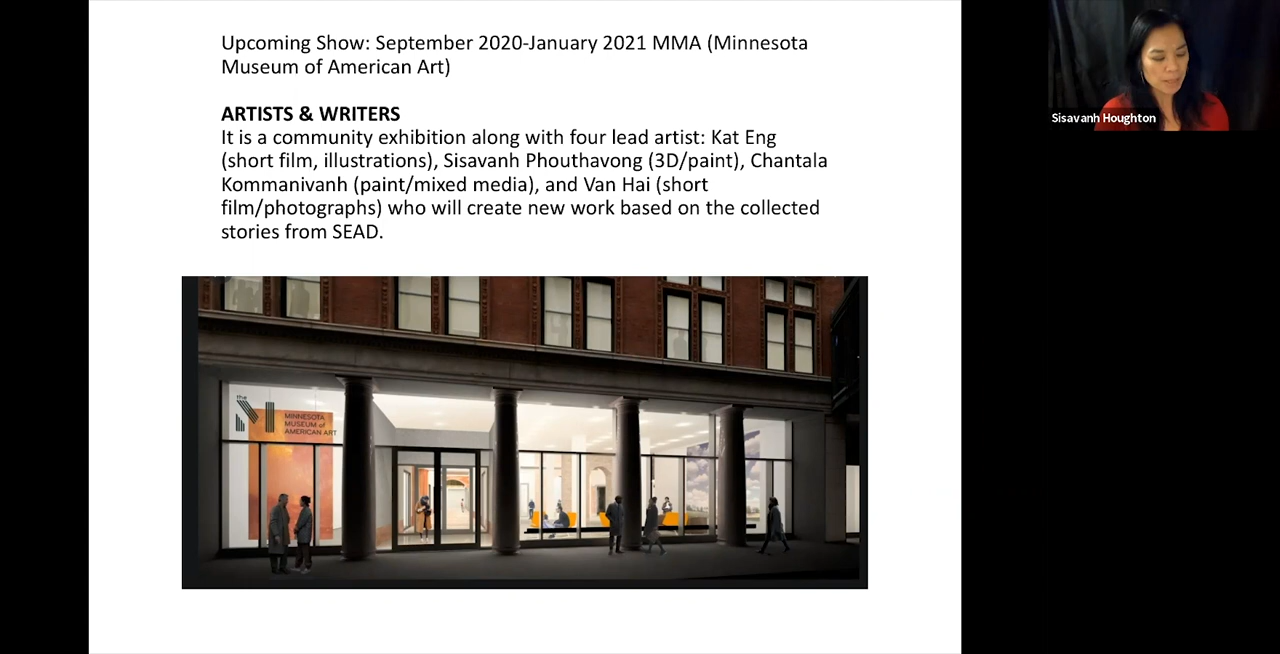 Upcoming Show: September 2020-January 2021 MMA (Minnesota
Museum of American Art)
ARTISTS & WRITERS
It is a community exhibition along with four lead artist: Kat Eng
(short film, illustrations), Sisavanh Phouthavong (3D/paint), Chantala
Kommanivanh (paint/mixed media), and Van Hai (short
film/photographs) who will create new work based on the collected
stories from SEAD.
the
M
MINNESOTA
MUSEUM of
AMERICAN ART
Sisavanh Houghton